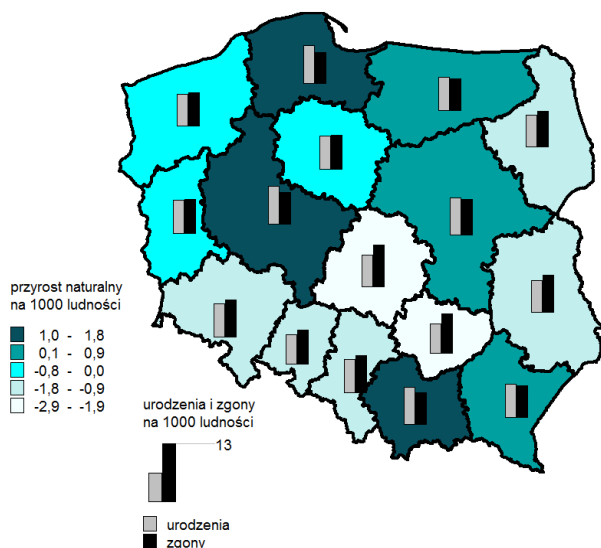 przyrost naturalny
na 1000 ludności
1,0 - 1,8
0,1 - 0,9
-0,8 - 0,0
-1,8 - -0,9
-2,9 - -1,9
urodzenia i zgony
na 1000 ludności
13
urodzenia
zgony